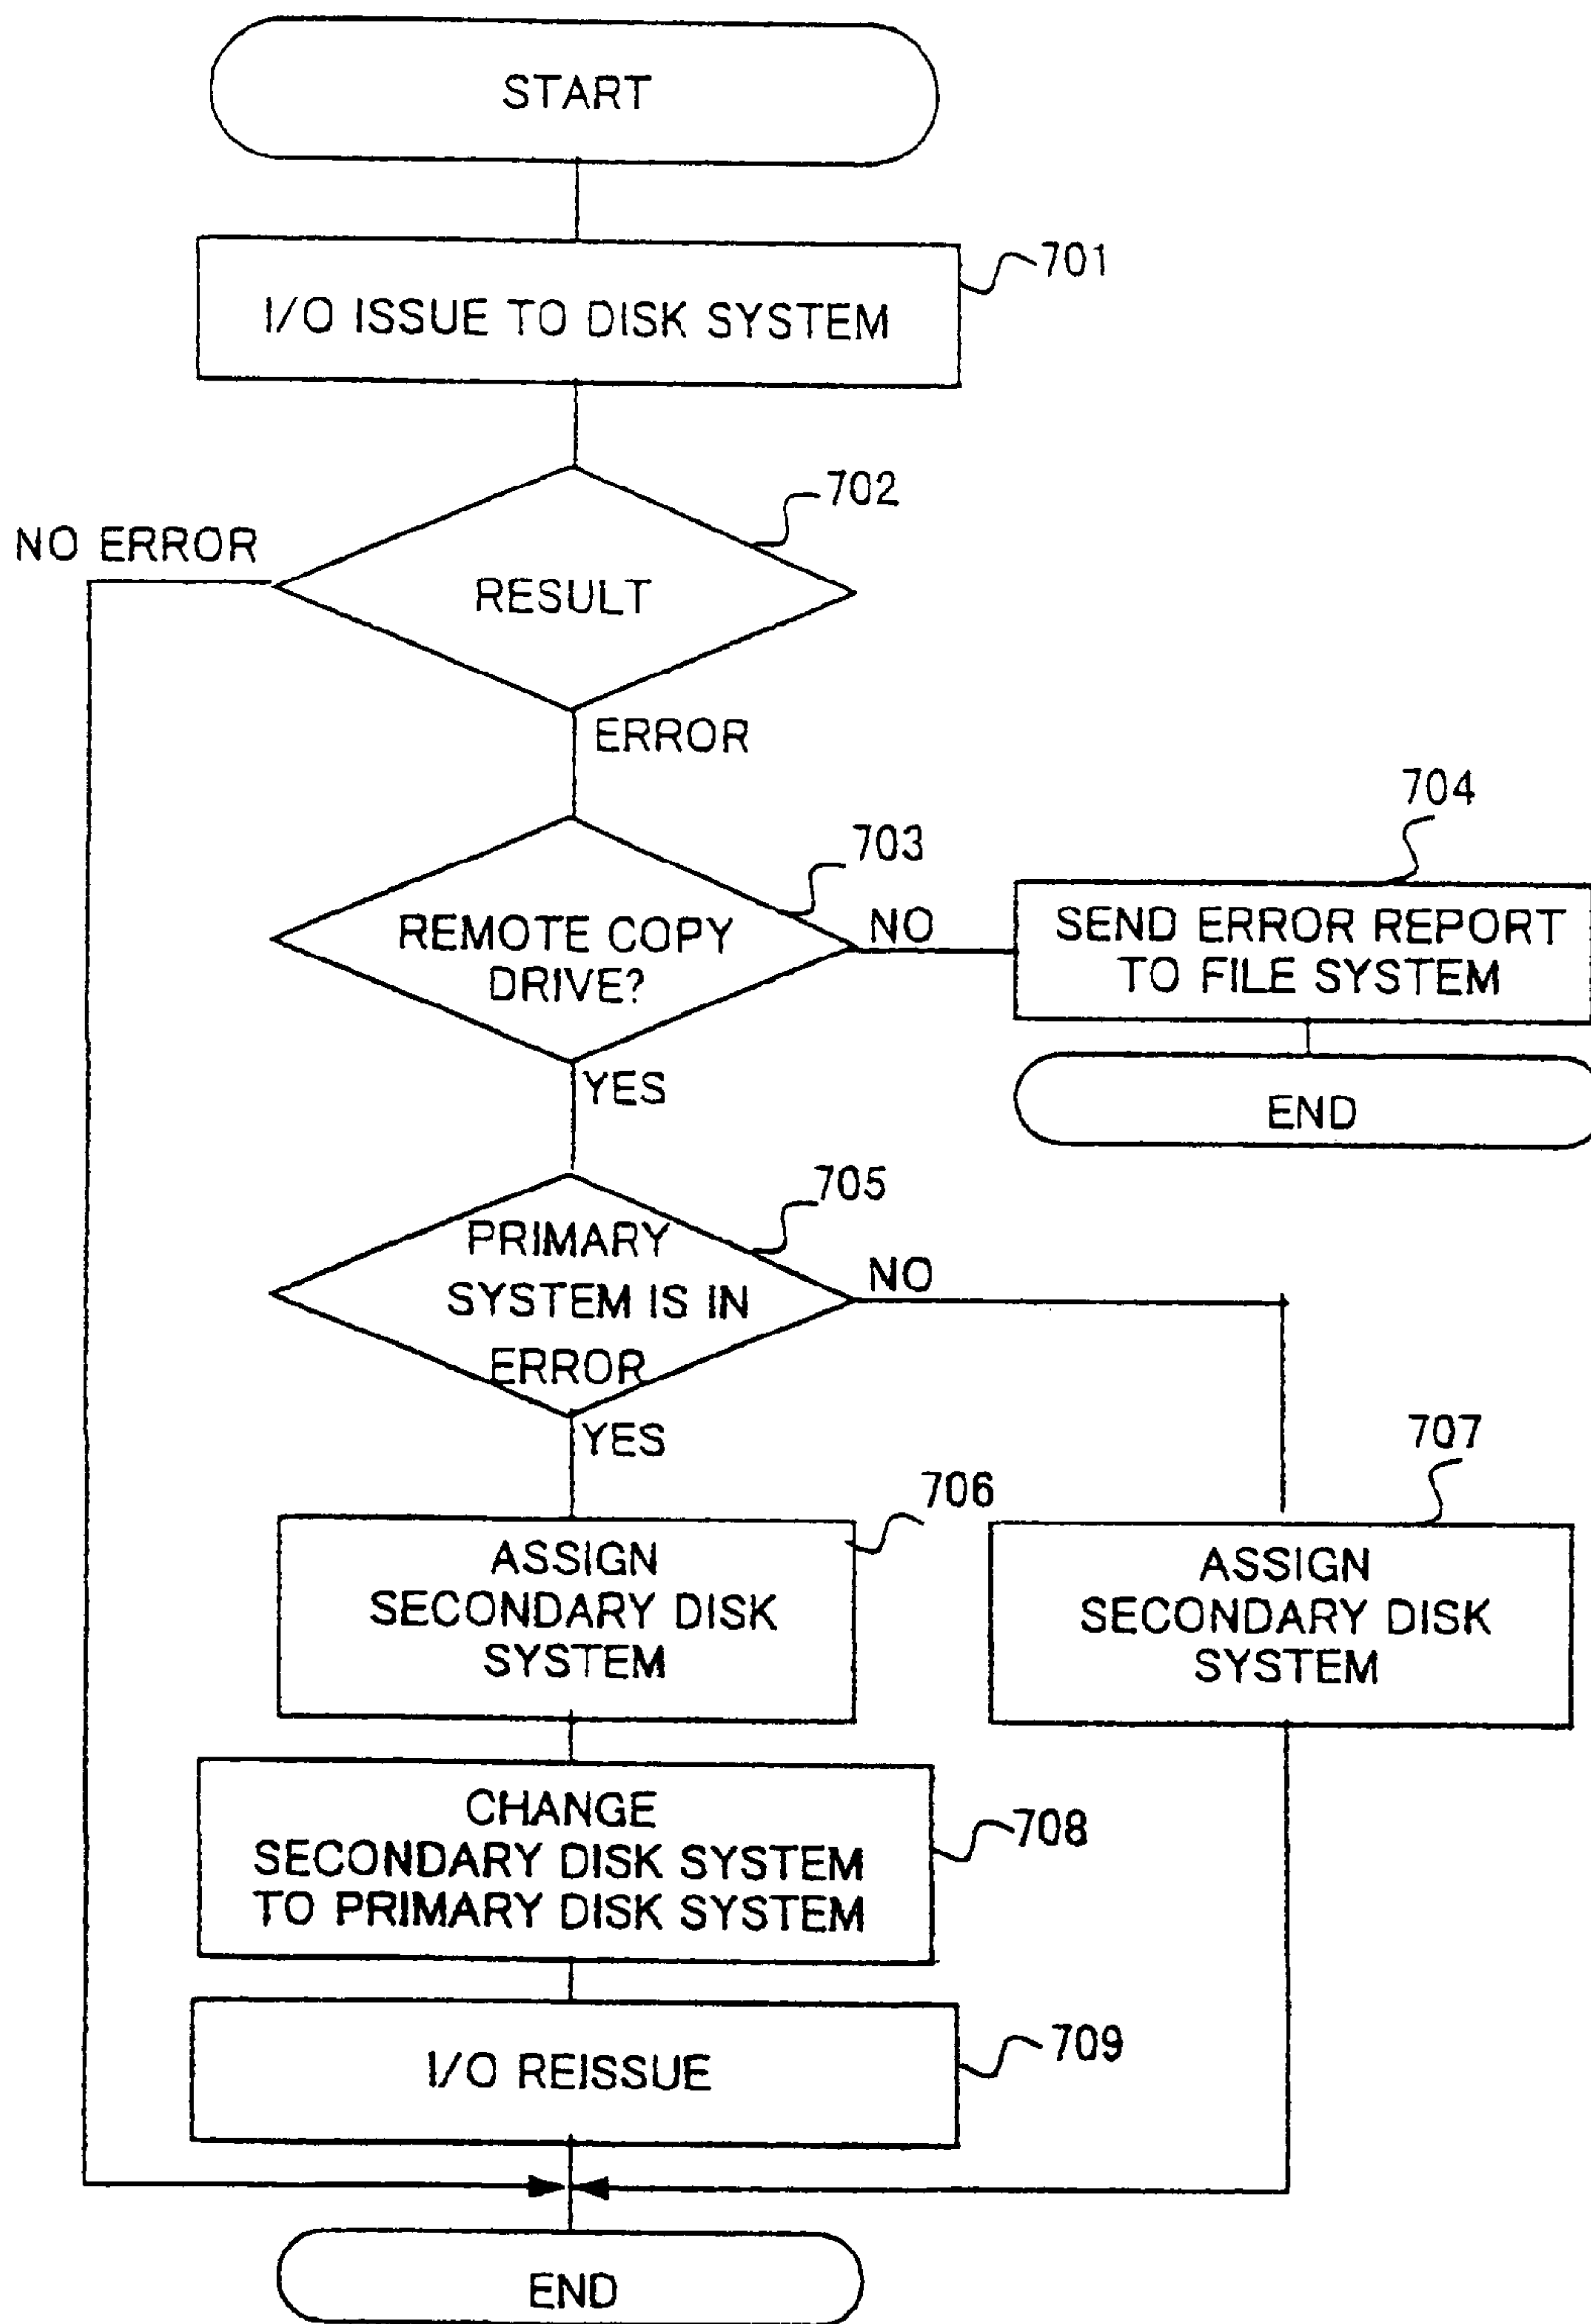 START
701
I/O ISSUE TO DISK SYSTEM
702
NO ERROR
RESULT
ERROR
704
703
REMOTE COPY
DRIVE?
NO
SEND ERROR REPORT
TO FILE SYSTEM
YES
END
705
PRIMARY
SYSTEM IS IN
ERROR
NO
YES
707
706
ASSIGN
SECONDARY DISK
SYSTEM
ASSIGN
SECONDARY DISK
SYSTEM
CHANGE
SECONDARY DISK SYSTEM
TO PRIMARY DISK SYSTEM
708
I/O REISSUE
709
END